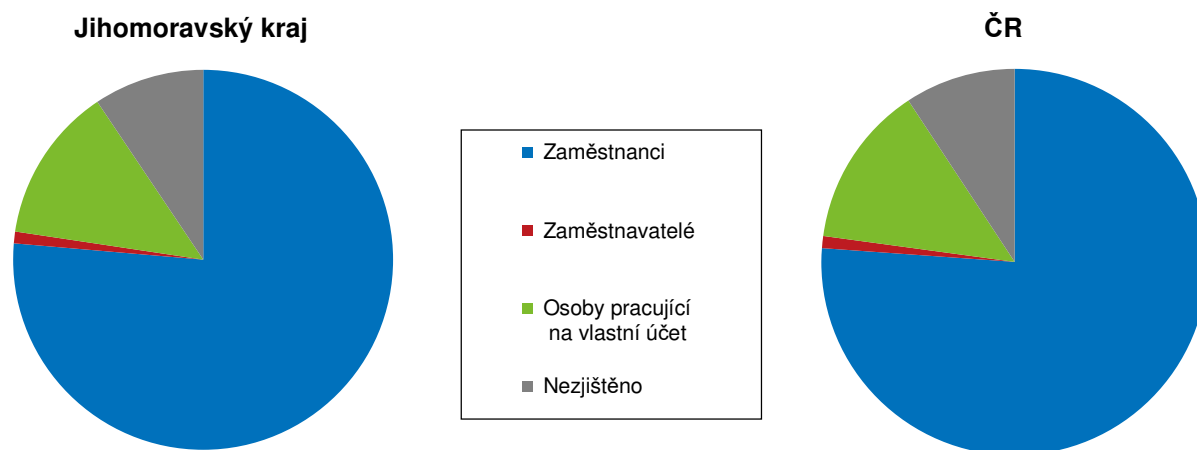 Jihomoravský kraj
ČR
Zaměstnanci
Zaměstnavatelé
Osoby pracující
na vlastní účet
Nezjištěno